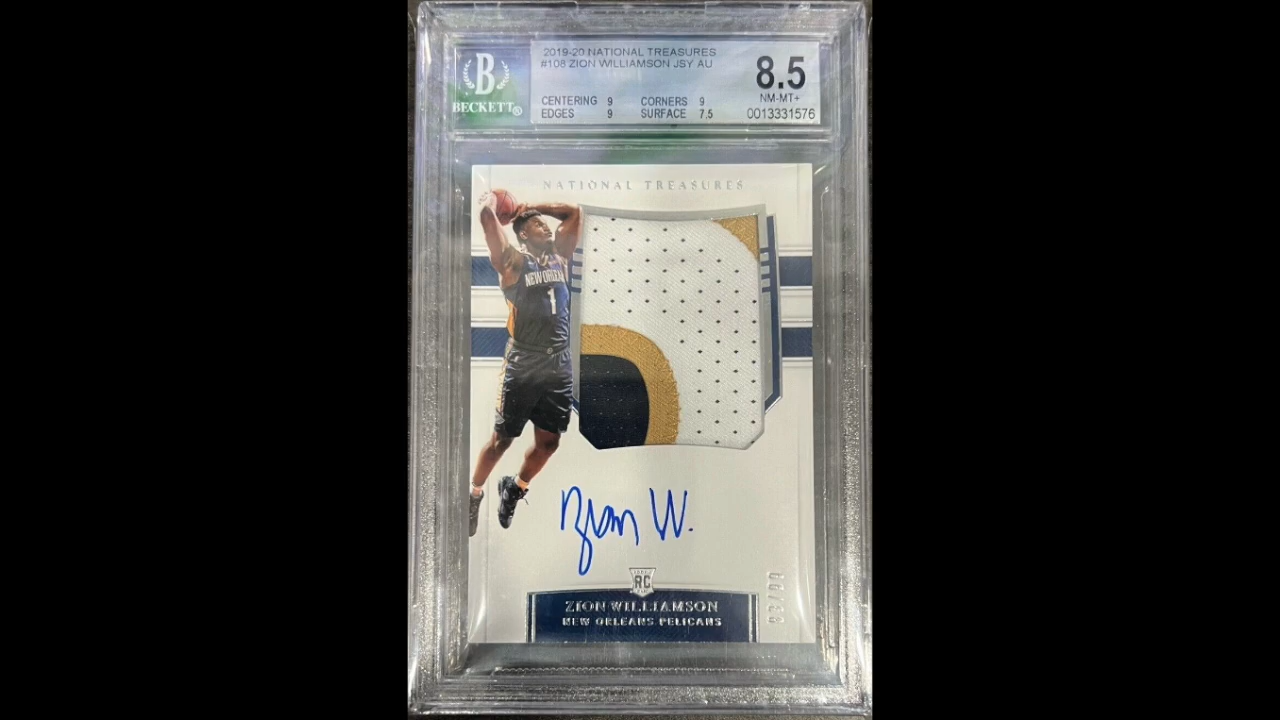 2019-20 NATIONAL TREASURES
#108 ZION WILLIAMSON JSY AU
B
BECKETT®
CENTERING 9 CORNERS 9
EDGES 9 SURFACE 7.5
8.5
NM-MT+
0013331576
NATIONAL TREASURES
NEW ORLEANS
1
Zion W.
RC
ZION WILLIAMSON
NEW ORLEANS PELICANS